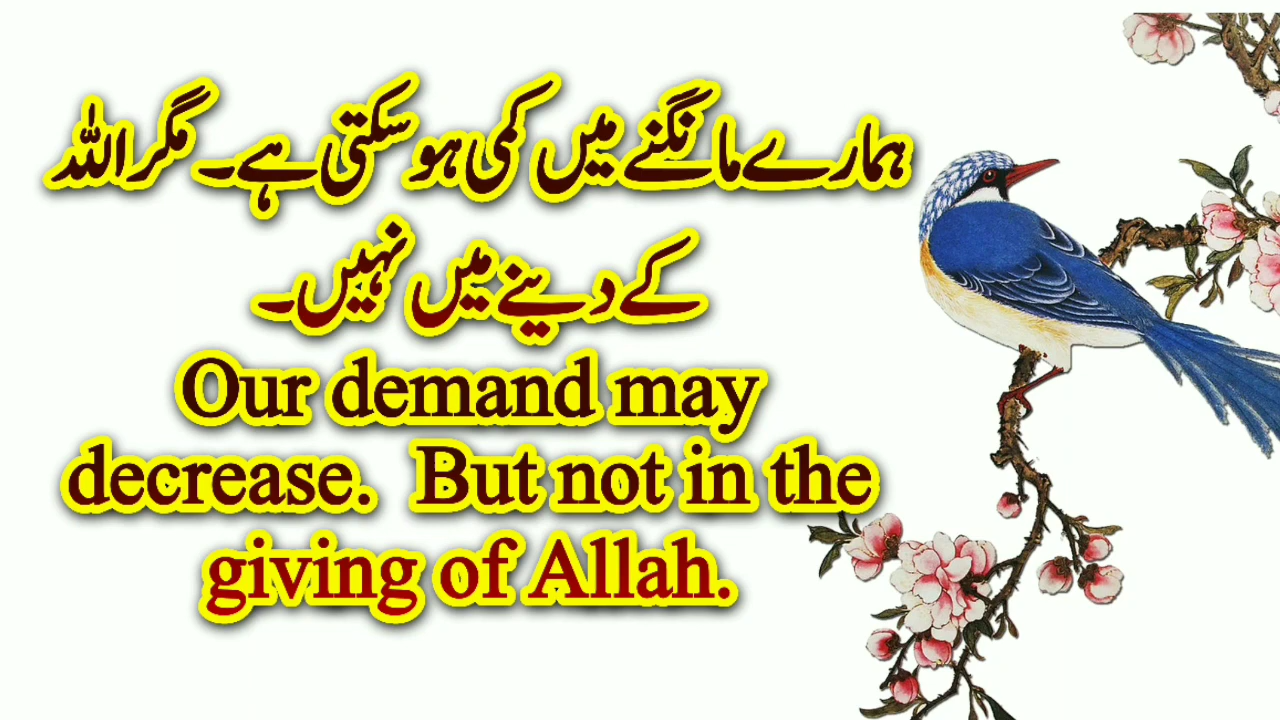 ہمارے مانگنے میں کمی ہو سکتی ہے۔ مگر اللہ
کے دینے میں نہیں۔
Our demand may
decrease. But not in the
giving of Allah.